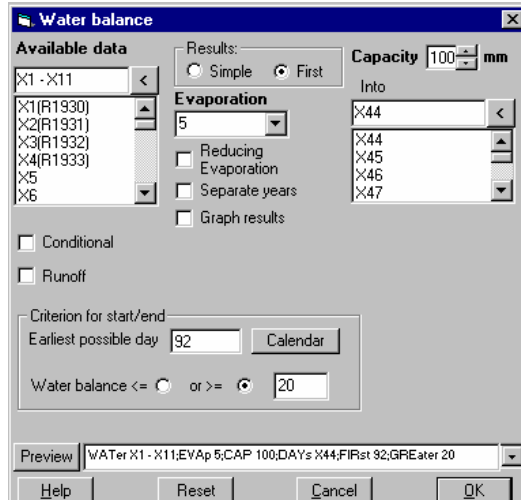 Water balance
Available data
X1 - X11
<
X1(R1930)
X2(R1931)
X3(R1932)
X4(R1933)
X5
X6
Results:
Simple First
Evaporation
5
Reducing
Evaporation
Separate years
Graph results
Capacity 100 mm
Into
X44
<
X44
X45
X46
X47
Conditional
Runoff
Criterion for start/end
Earliest possible day 92 Calendar
Water balance <= or >= 20
Preview WATer X1 - X11;EVAp 5;CAP 100;DAYs X44;FIRst 92;GREater 20
Help Reset Cancel OK